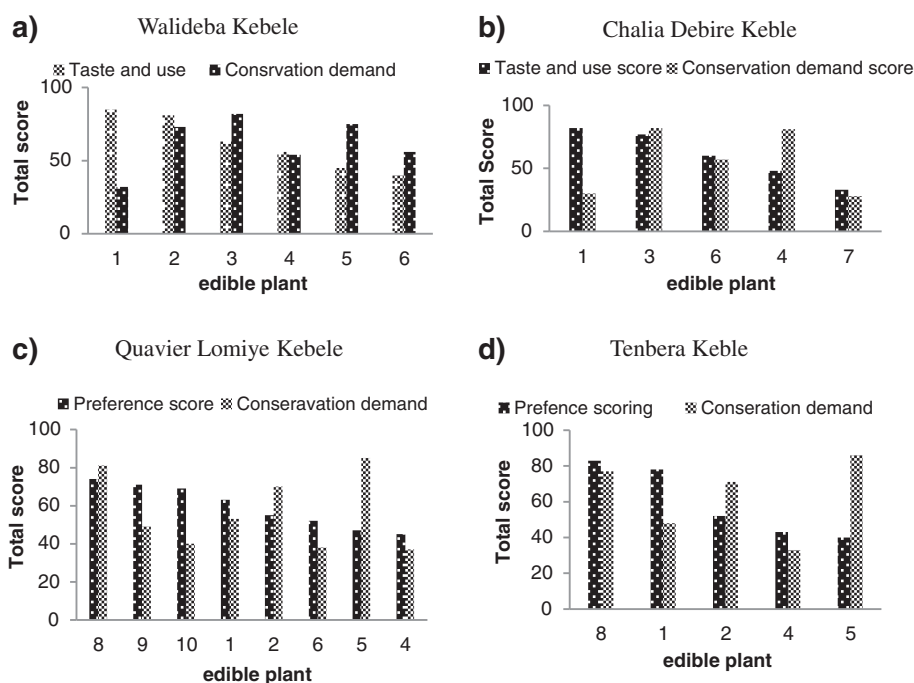 a) Walideba Kebele
Taste and use Consrvation demand
Total score
100
50
0
1 2 3 4 5 6
edible plant
b) Chalia Debire Keble
Taste and use score Conservation demand score
Total Score
100
50
0
1 3 6 4 7
edible plant
c) Quavier Lomiye Kebele
Preference score Conseravation demand
Total score
100
80
60
40
20
0
8 9 10 1 2 6 5 4
edible plant
d) Tenbera Keble
Prefence scoring Conseration demand
Total score
100
80
60
40
20
0
8 1 2 4 5
edible plant